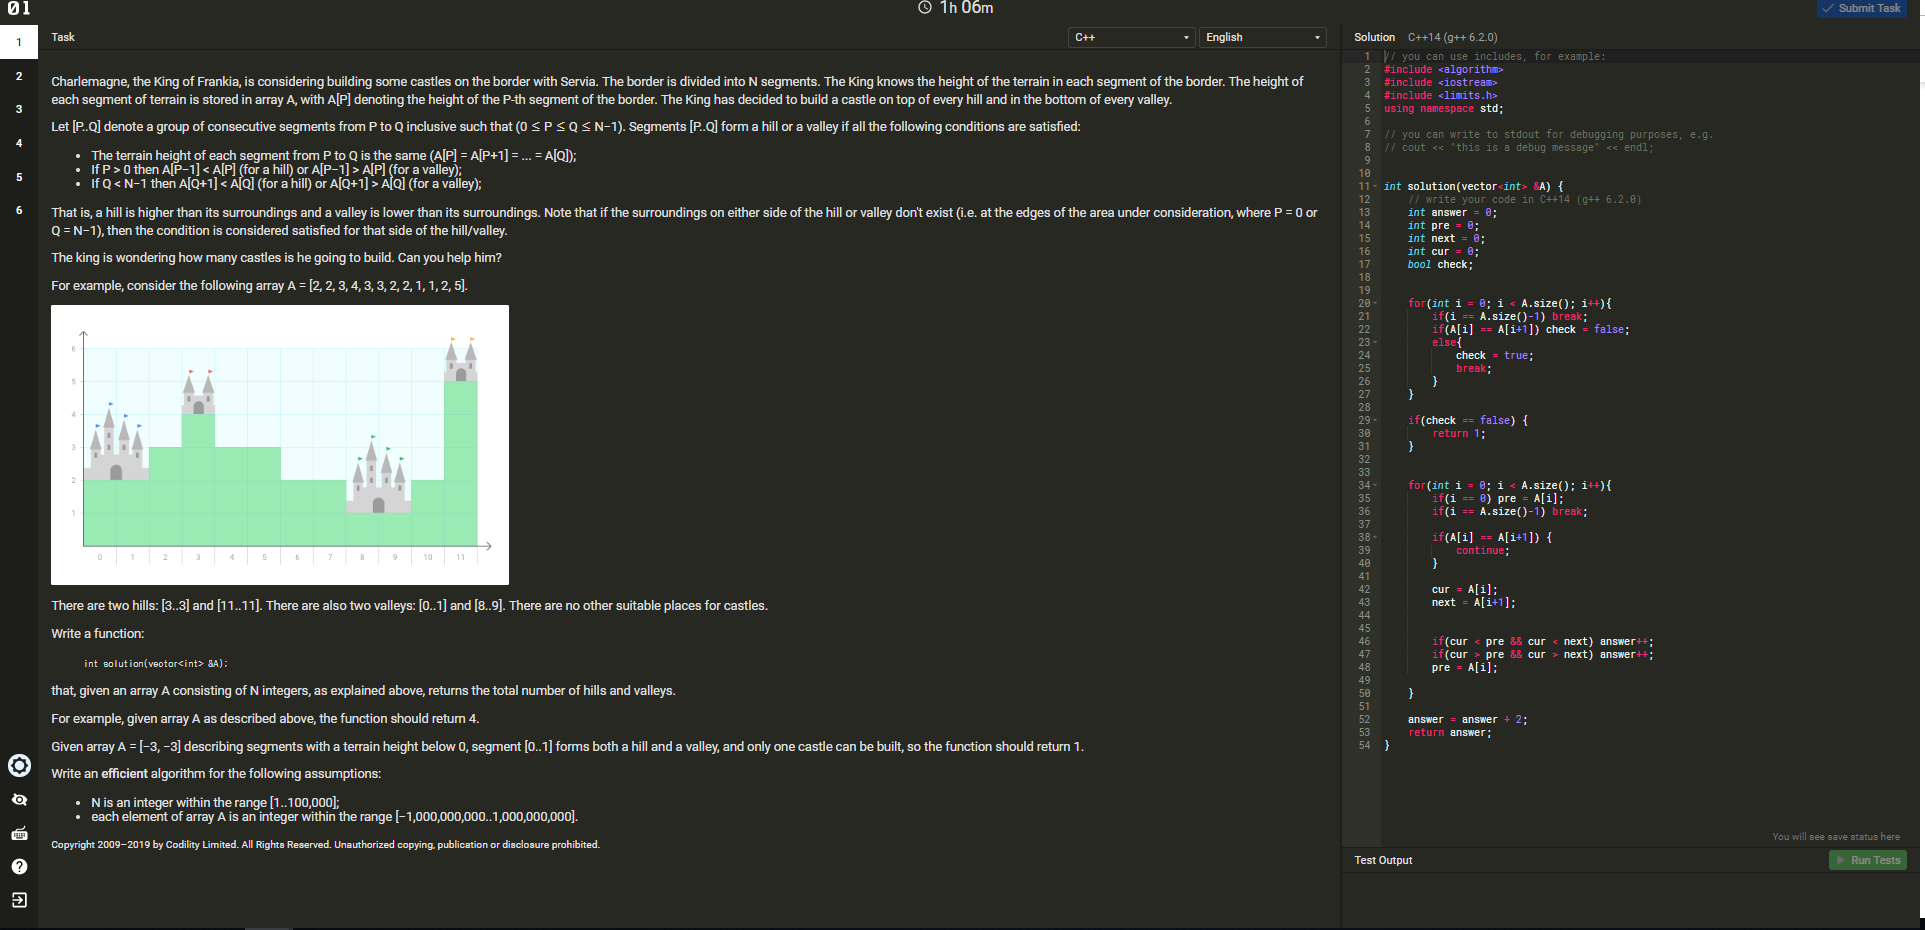 01
1h 06m
Submit Task
1
2
3
4
5
6
Task
C++
English
Charlemagne, the King of Frankia, is considering building some castles on the border with Servia. The border is divided into N segments. The King knows the height of the terrain in each segment of the border. The height of
each segment of terrain is stored in array A, with A[P] denoting the height of the P-th segment of the border. The King has decided to build a castle on top of every hill and in the bottom of every valley.
Let [P..Q] denote a group of consecutive segments from P to Q inclusive such that (0 ≤ P ≤ Q ≤ N−1). Segments [P..Q] form a hill or a valley if all the following conditions are satisfied:
• The terrain height of each segment from P to Q is the same (A[P] = A[P+1] = ... = A[Q]);
• If P > 0 then A[P−1] < A[P] (for a hill) or A[P−1] > A[P] (for a valley);
• If Q < N−1 then A[Q+1] < A[Q] (for a hill) or A[Q+1] > A[Q] (for a valley);
That is, a hill is higher than its surroundings and a valley is lower than its surroundings. Note that if the surroundings on either side of the hill or valley don't exist (i.e. at the edges of the area under consideration, where P = 0 or
Q = N−1), then the condition is considered satisfied for that side of the hill/valley.
The king is wondering how many castles is he going to build. Can you help him?
For example, consider the following array A = [2, 2, 3, 4, 3, 3, 2, 2, 1, 1, 2, 5].
6
5
4
3
2
1
0 1 2 3 4 5 6 7 8 9 10 11
There are two hills: [3..3] and [11..11]. There are also two valleys: [0..1] and [8..9]. There are no other suitable places for castles.
Write a function:
int solution(vector<int> &A);
that, given an array A consisting of N integers, as explained above, returns the total number of hills and valleys.
For example, given array A as described above, the function should return 4.
Given array A = [−3, −3] describing segments with a terrain height below 0, segment [0..1] forms both a hill and a valley, and only one castle can be built, so the function should return 1.
Write an efficient algorithm for the following assumptions:
• N is an integer within the range [1..100,000];
• each element of array A is an integer within the range [−1,000,000,000..1,000,000,000].
Copyright 2009–2019 by Codility Limited. All Rights Reserved. Unauthorized copying, publication or disclosure prohibited.
Solution C++14 (g++ 6.2.0)
1 // you can use includes, for example:
2 #include <algorithm>
3 #include <iostream>
4 #include <limits.h>
5 using namespace std;
6
7 // you can write to stdout for debugging purposes, e.g.
8 // cout << "this is a debug message" << endl;
9
10
11 int solution(vector<int> &A) {
12 // write your code in C++14 (g++ 6.2.0)
13 int answer = 0;
14 int pre = 0;
15 int next = 0;
16 int cur = 0;
17 bool check;
18
19
20 for(int i = 0; i < A.size(); i++){
21 if(i == A.size()-1) break;
22 if(A[i] == A[i+1]) check = false;
23 else{
24 check = true;
25 break;
26 }
27 }
28
29 if(check == false) {
30 return 1;
31 }
32
33
34 for(int i = 0; i < A.size(); i++){
35 if(i == 0) pre = A[i];
36 if(i == A.size()-1) break;
37
38 if(A[i] == A[i+1]) {
39 continue;
40 }
41
42 cur = A[i];
43 next = A[i+1];
44
45
46 if(cur < pre && cur < next) answer++;
47 if(cur > pre && cur > next) answer++;
48 pre = A[i];
49
50 }
51
52 answer = answer + 2;
53 return answer;
54 }
You will see save status here
Test Output
Run Tests